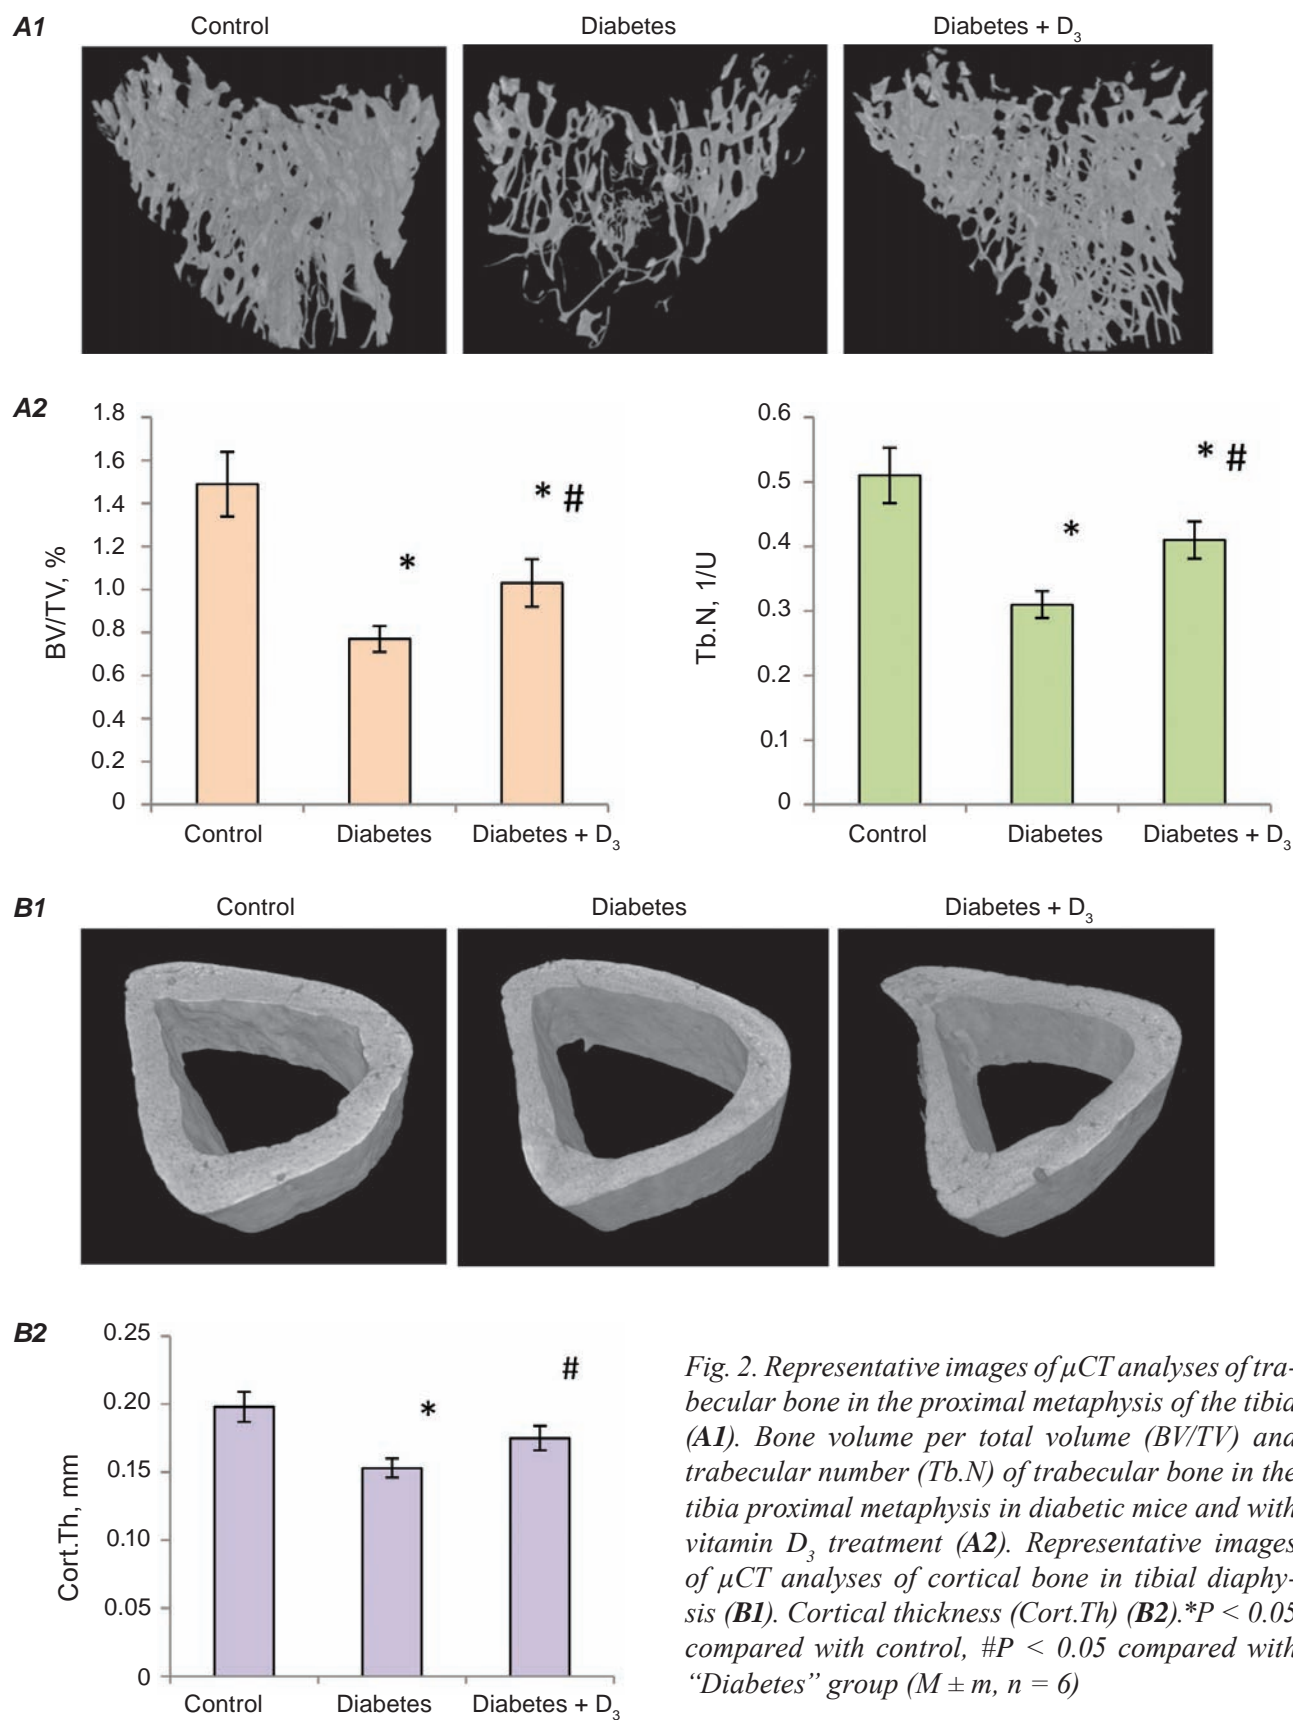 A1
Control
Diabetes
Diabetes + D3
A2
1.8
1.6
1.4
1.2
1.0
0.8
0.6
0.4
0.2
0
BV/TV, %
*
* #
Control
Diabetes
Diabetes + D3
0.6
0.5
0.4
0.3
0.2
0.1
0
Tb.N, 1/U
*
* #
Control
Diabetes
Diabetes + D3
B1
Control
Diabetes
Diabetes + D3
B2
0.25
0.20
0.15
0.10
0.05
0
Cort.Th, mm
*
#
Control
Diabetes
Diabetes + D3
Fig. 2. Representative images of µCT analyses of tra-
becular bone in the proximal metaphysis of the tibia
(A1). Bone volume per total volume (BV/TV) and
trabecular number (Tb.N) of trabecular bone in the
tibia proximal metaphysis in diabetic mice and with
vitamin D3 treatment (A2). Representative images
of µCT analyses of cortical bone in tibial diaphy-
sis (B1). Cortical thickness (Cort.Th) (B2).*P < 0.05
compared with control, #P < 0.05 compared with
“Diabetes” group (M ± m, n = 6)